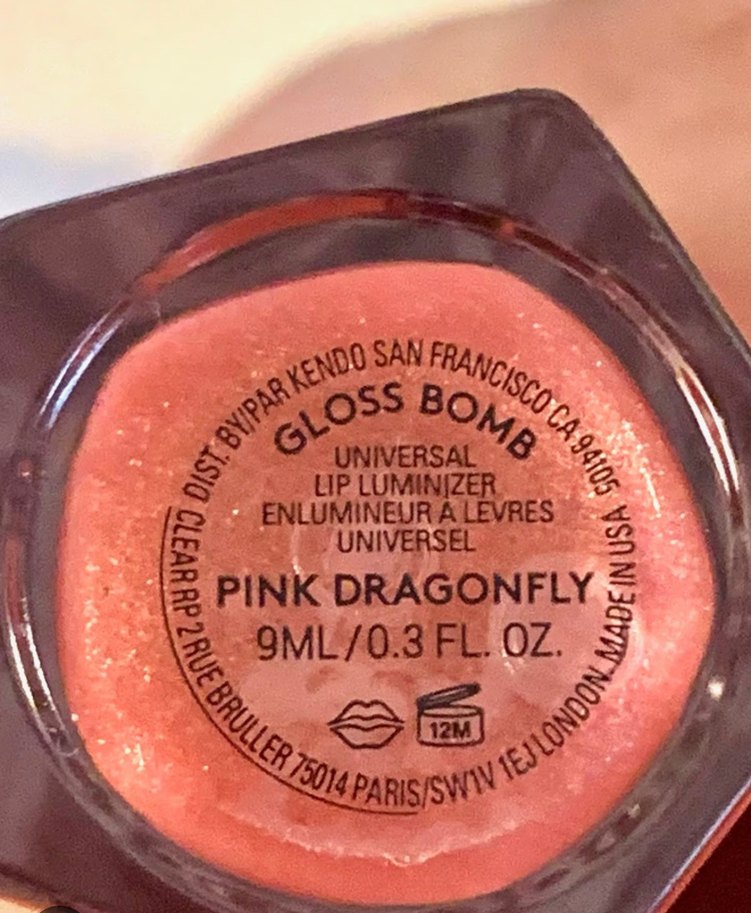 DIST. BY/PAR KENDO SAN FRANCISCO CA 94105 MADE IN USA
GLOSS BOMB
UNIVERSAL
LIP LUMINIZER
ENLUMINEUR A LEVRES
UNIVERSEL
PINK DRAGONFLY
9ML/0.3 FL. OZ.
12M
CLEAR RP 2 RUE BRULLER 75014 PARIS/SW1V 1EJ LONDON